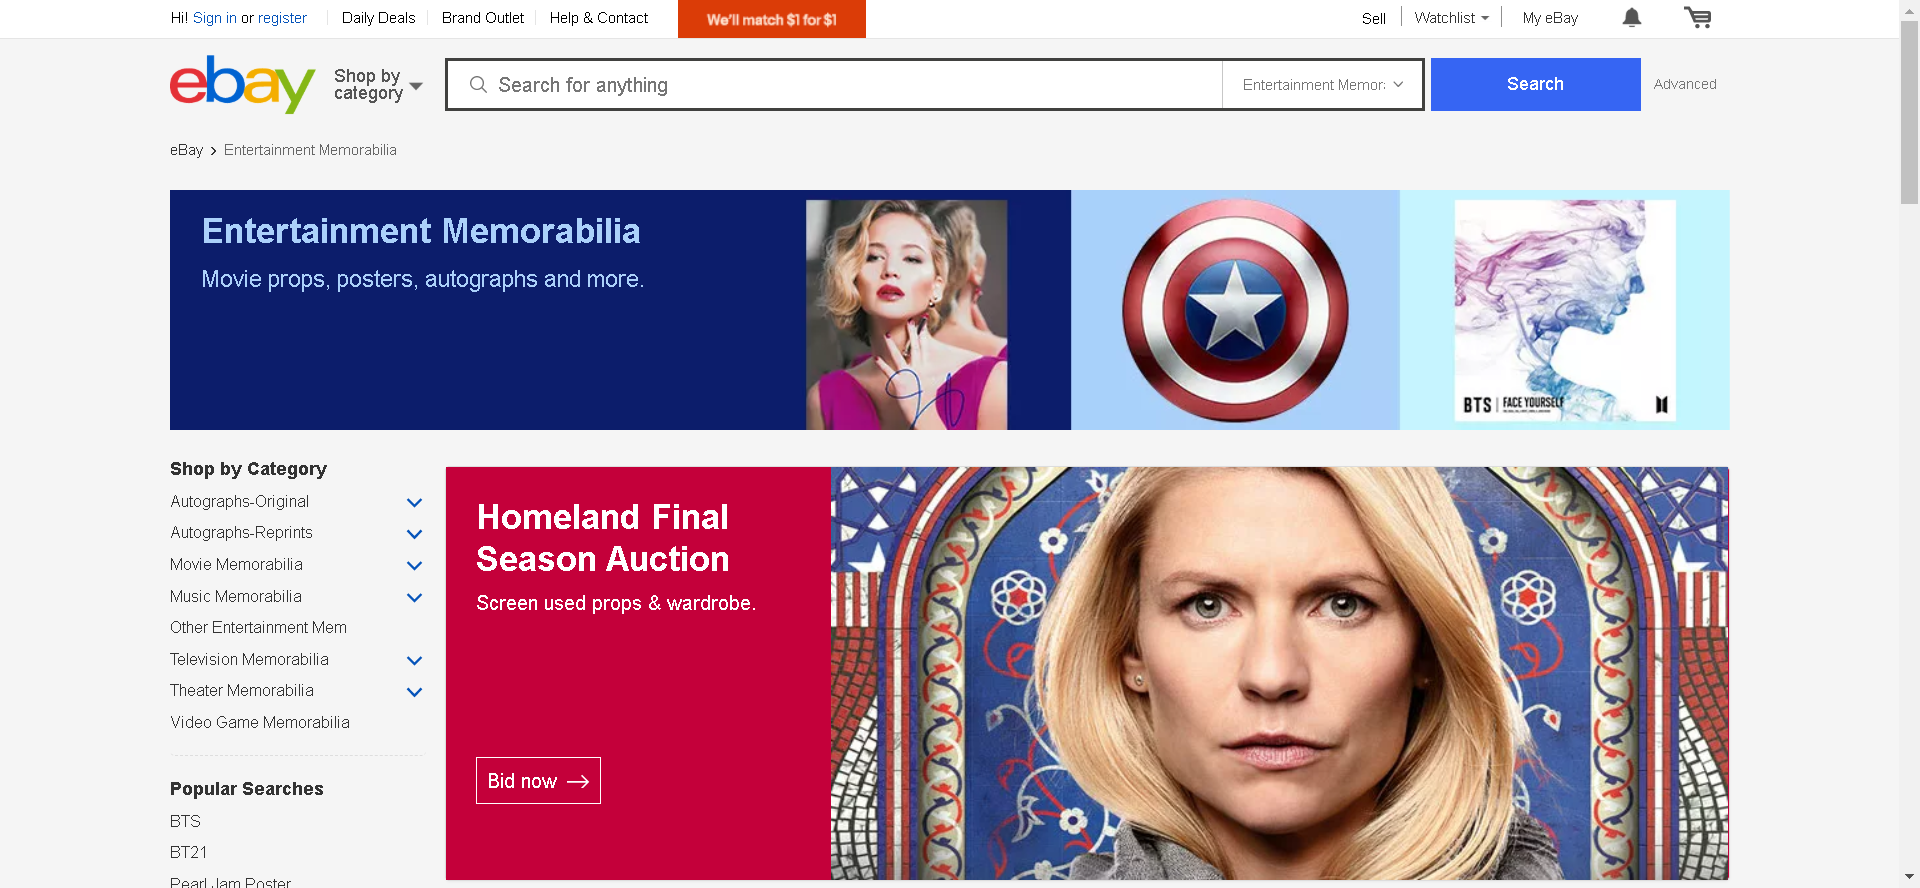 Hi! Sign in or register
Daily Deals
Brand Outlet
Help & Contact
We'll match $1 for $1
Sell
Watchlist
My eBay
ebay
Shop by
category
Search for anything
Entertainment Memor
Search
Advanced
eBay
Entertainment Memorabilia
Entertainment Memorabilia
Movie props, posters, autographs and more.
BTS | FACE YOURSELF
Shop by Category
Autographs-Original
Autographs-Reprints
Movie Memorabilia
Music Memorabilia
Other Entertainment Mem
Television Memorabilia
Theater Memorabilia
Video Game Memorabilia
Popular Searches
BTS
BT21
Pearl Jam Poster
Homeland Final
Season Auction
Screen used props & wardrobe.
Bid now